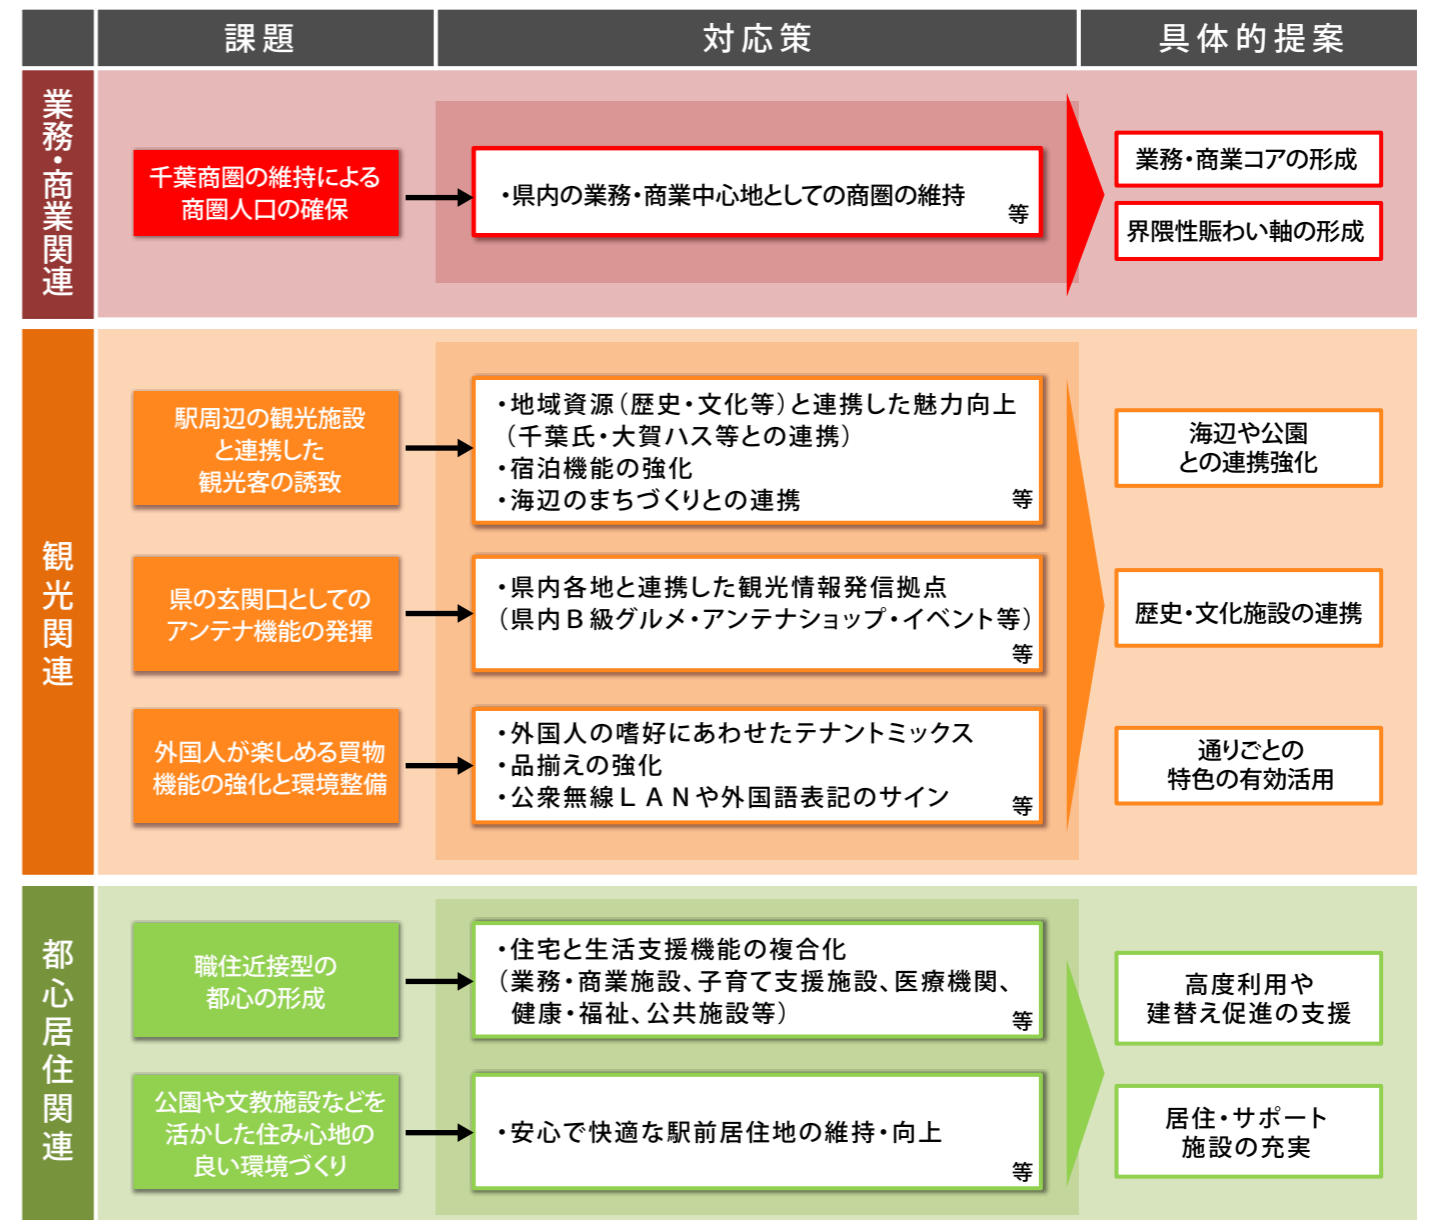 課題
対応策
具体的提案
業務・商業関連
千葉商圏の維持による
商圏人口の確保
・県内の業務・商業中心地としての商圏の維持
等
業務・商業コアの形成
界隈性賑わい軸の形成
観光関連
駅周辺の観光施設
と連携した
観光客の誘致
・地域資源（歴史・文化等）と連携した魅力向上
（千葉氏・大賀ハス等との連携）
・宿泊機能の強化
・海辺のまちづくりとの連携
等
県の玄関口としての
アンテナ機能の発揮
・県内各地と連携した観光情報発信拠点
（県内Ｂ級グルメ・アンテナショップ・イベント等）
等
外国人が楽しめる買物
機能の強化と環境整備
・外国人の嗜好にあわせたテナントミックス
・品揃えの強化
・公衆無線ＬＡＮや外国語表記のサイン
等
海辺や公園
との連携強化
歴史・文化施設の連携
通りごとの
特色の有効活用
都心居住関連
職住近接型の
都心の形成
・住宅と生活支援機能の複合化
（業務・商業施設、子育て支援施設、医療機関、
健康・福祉、公共施設等）
等
公園や文教施設などを
活かした住み心地の
良い環境づくり
・安心で快適な駅前居住地の維持・向上
等
高度利用や
建替え促進の支援
居住・サポート
施設の充実